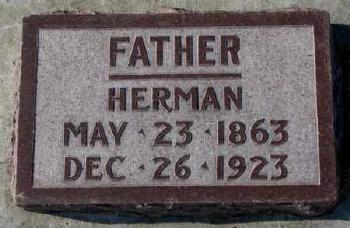 FATHER
HERMAN
MAY · 23 · 1863
DEC · 26 · 1923